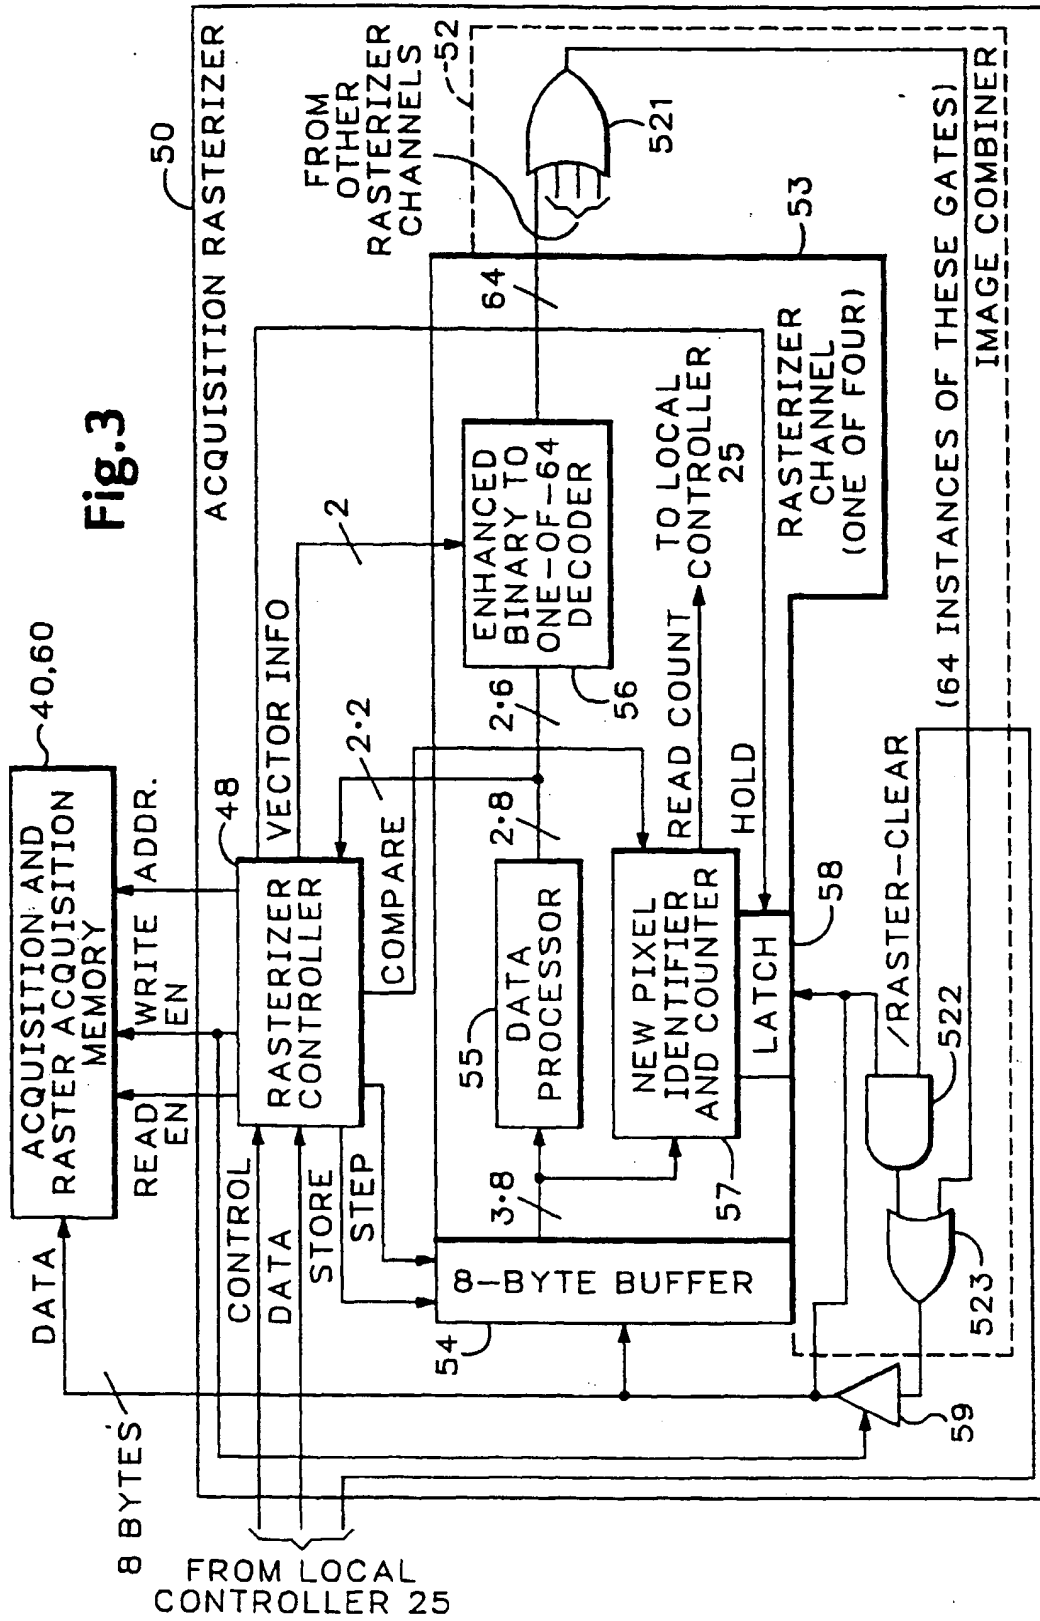 Fig.3
50
ACQUISITION RASTERIZER
ACQUISITION AND
RASTER ACQUISITION
MEMORY
40,60
DATA
READ
EN
WRITE
EN
ADDR.
8 BYTES
CONTROL
DATA
STORE
STEP
FROM LOCAL
CONTROLLER 25
RASTERIZER
CONTROLLER
48
VECTOR INFO
2
COMPARE
2·2
8-BYTE BUFFER
54
3·8
DATA
PROCESSOR
55
2·8
2·6
ENHANCED
BINARY TO
ONE-OF-64
DECODER
56
64
FROM
OTHER
RASTERIZER
CHANNELS
52
521
NEW PIXEL
IDENTIFIER
AND COUNTER
57
READ COUNT
TO LOCAL
CONTROLLER
25
HOLD
LATCH
58
RASTERIZER
CHANNEL
(ONE OF FOUR)
53
/RASTER-CLEAR
522
523
59
(64 INSTANCES OF THESE GATES)
IMAGE COMBINER